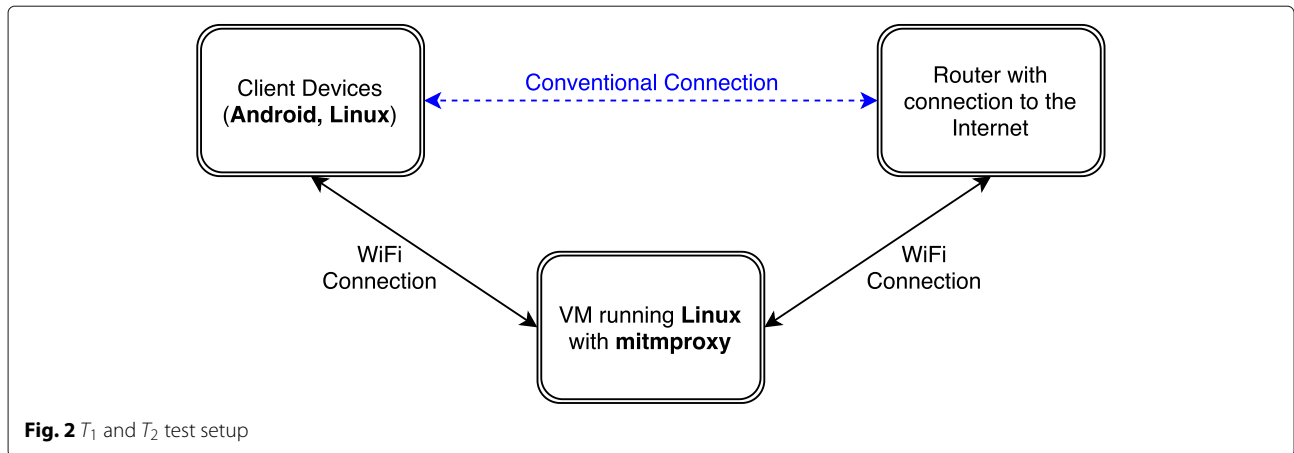 Client Devices
(Android, Linux)
Conventional Connection
Router with
connection to the
Internet
WiFi
Connection
WiFi
Connection
VM running Linux
with mitmproxy
Fig. 2 T1 and T2 test setup